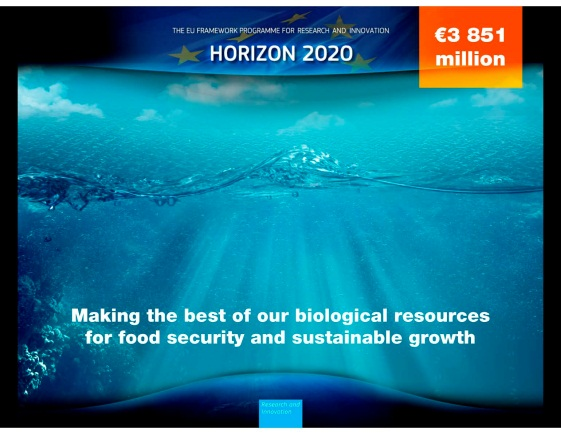 THE EU FRAMEWORK PROGRAMME FOR RESEARCH AND INNOVATION
HORIZON 2020
€3 851
million
Making the best of our biological resources
for food security and sustainable growth
Research and
Innovation